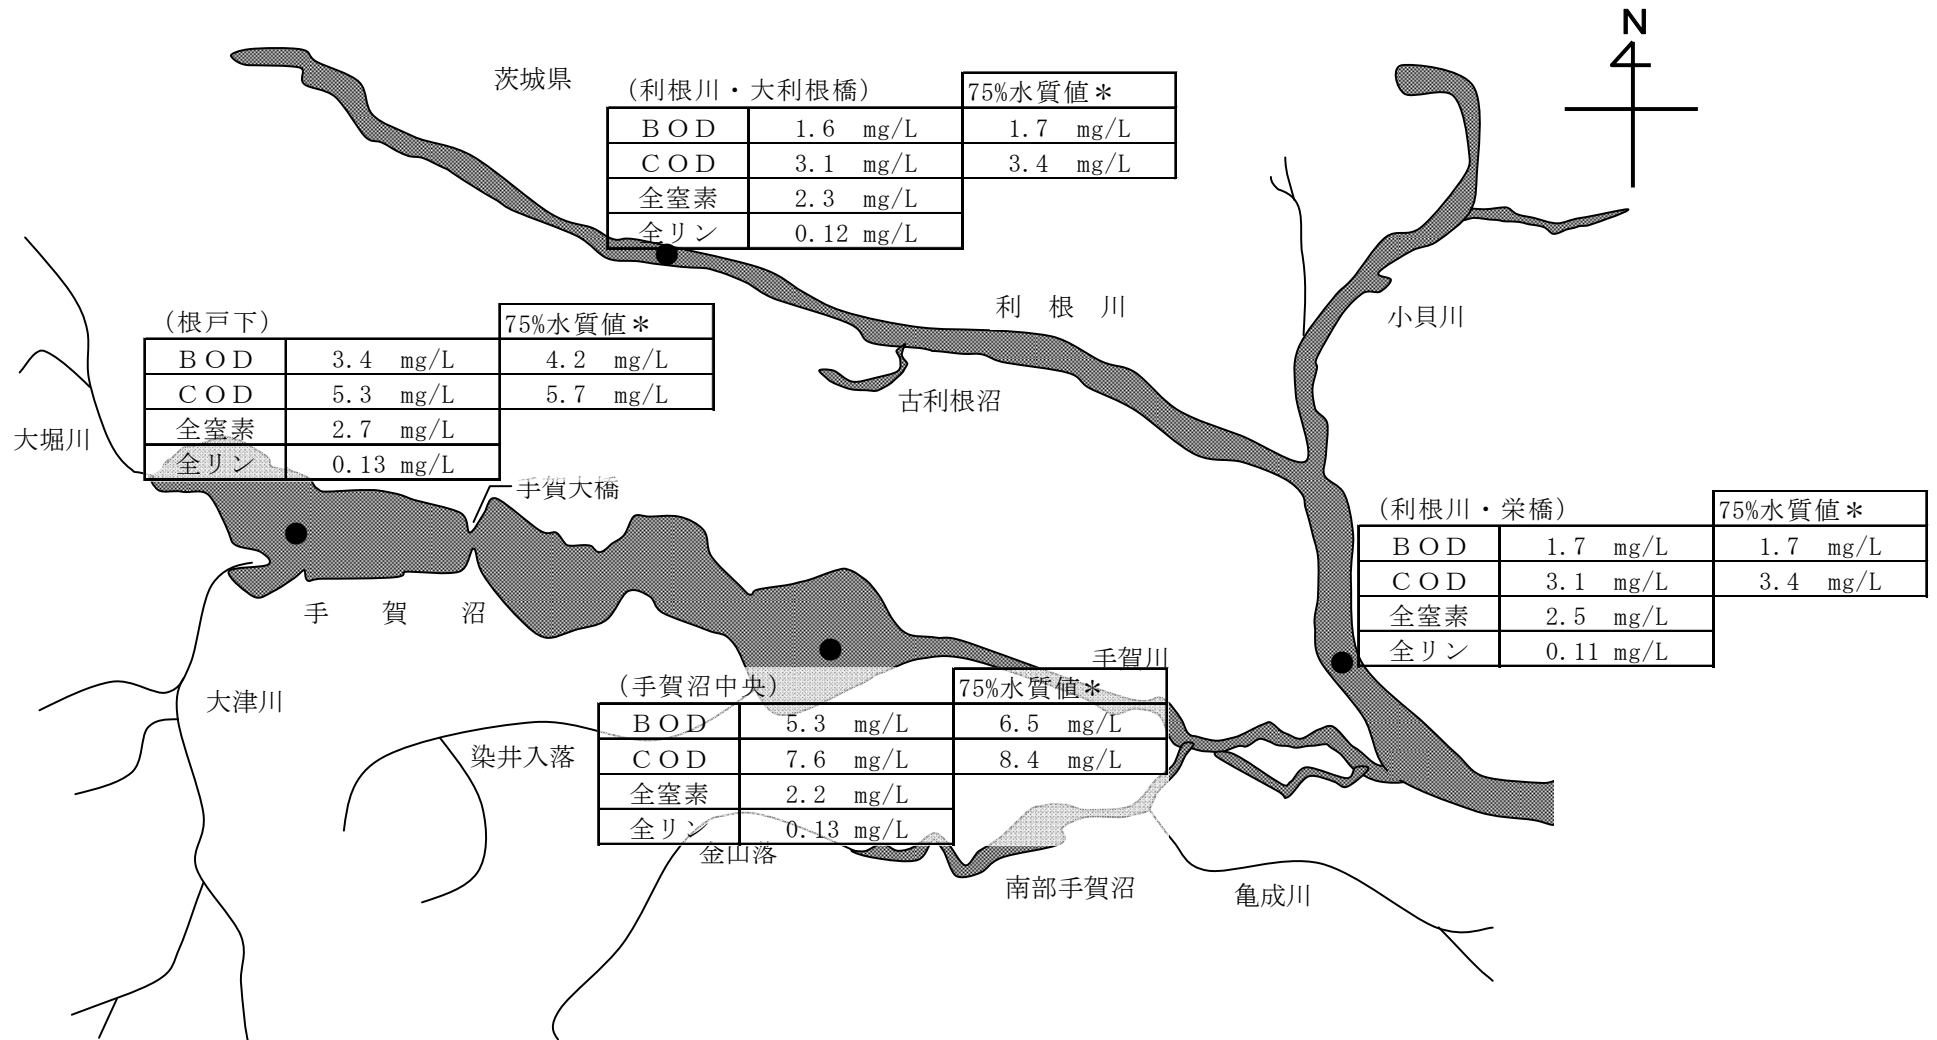 N
茨城県
(利根川・大利根橋) 75%水質値＊
ＢＯＤ 1.6 mg/L 1.7 mg/L
ＣＯＤ 3.1 mg/L 3.4 mg/L
全窒素 2.3 mg/L
全リン 0.12 mg/L
利根川
小貝川
(根戸下) 75%水質値＊
ＢＯＤ 3.4 mg/L 4.2 mg/L
ＣＯＤ 5.3 mg/L 5.7 mg/L
全窒素 2.7 mg/L
全リン 0.13 mg/L
古利根沼
大堀川
手賀大橋
(利根川・栄橋) 75%水質値＊
ＢＯＤ 1.7 mg/L 1.7 mg/L
ＣＯＤ 3.1 mg/L 3.4 mg/L
全窒素 2.5 mg/L
全リン 0.11 mg/L
手賀沼
手賀川
大津川
(手賀沼中央) 75%水質値＊
ＢＯＤ 5.3 mg/L 6.5 mg/L
ＣＯＤ 7.6 mg/L 8.4 mg/L
全窒素 2.2 mg/L
全リン 0.13 mg/L
染井入落
金山落
南部手賀沼
亀成川